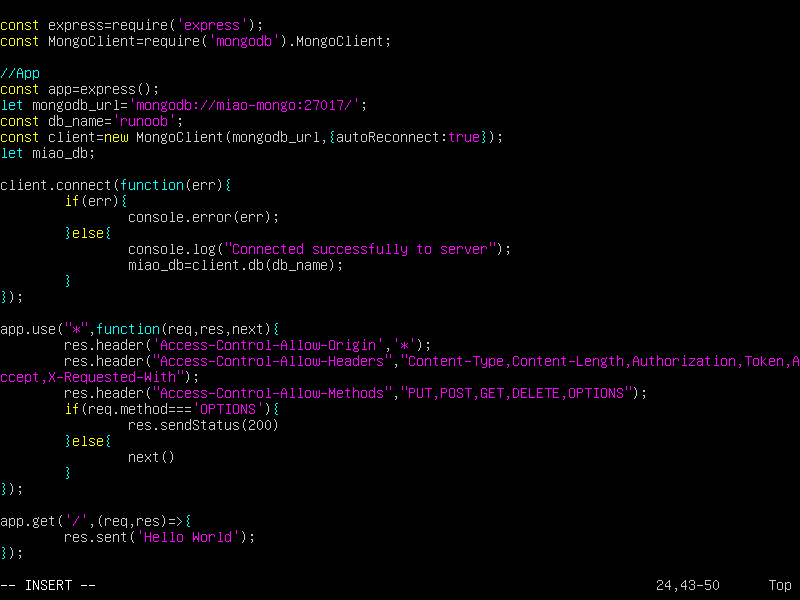 const express=require('express');
const MongoClient=require('mongodb').MongoClient;

//App
const app=express();
let mongodb_url='mongodb://miao-mongo:27017/';
const db_name='runoob';
const client=new MongoClient(mongodb_url,{autoReconnect:true});
let miao_db;

client.connect(function(err){
        if(err){
                console.error(err);
        }else{
                console.log("Connected successfully to server");
                miao_db=client.db(db_name);
        }
});

app.use("*",function(req,res,next){
        res.header('Access-Control-Allow-Origin','*');
        res.header("Access-Control-Allow-Headers","Content-Type,Content-Length,Authorization,Token,A
ccept,X-Requested-With");
        res.header("Access-Control-Allow-Methods","PUT,POST,GET,DELETE,OPTIONS");
        if(req.method==='OPTIONS'){
                res.sendStatus(200)
        }else{
                next()
        }
});

app.get('/',(req,res)=>{
        res.sent('Hello World');
});

-- INSERT -- 24,43-50 Top